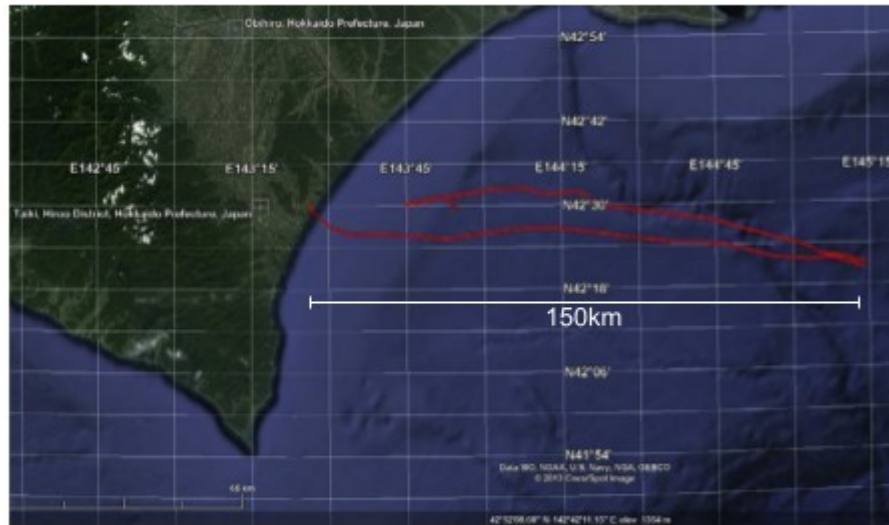 Obihiro, Hokkaido Prefecture, Japan
N42°54'
N42°42'
E142°45'
E143°15'
E143°45'
E144°15'
E144°45'
E145°15'
Taiki, Hiroo District, Hokkaido Prefecture, Japan
N42°30'
N42°18'
150km
N42°06'
N41°54'
Data SIO, NOAA, U.S. Navy, NGA, GEBCO
© 2013 Cnes/Spot Image
km